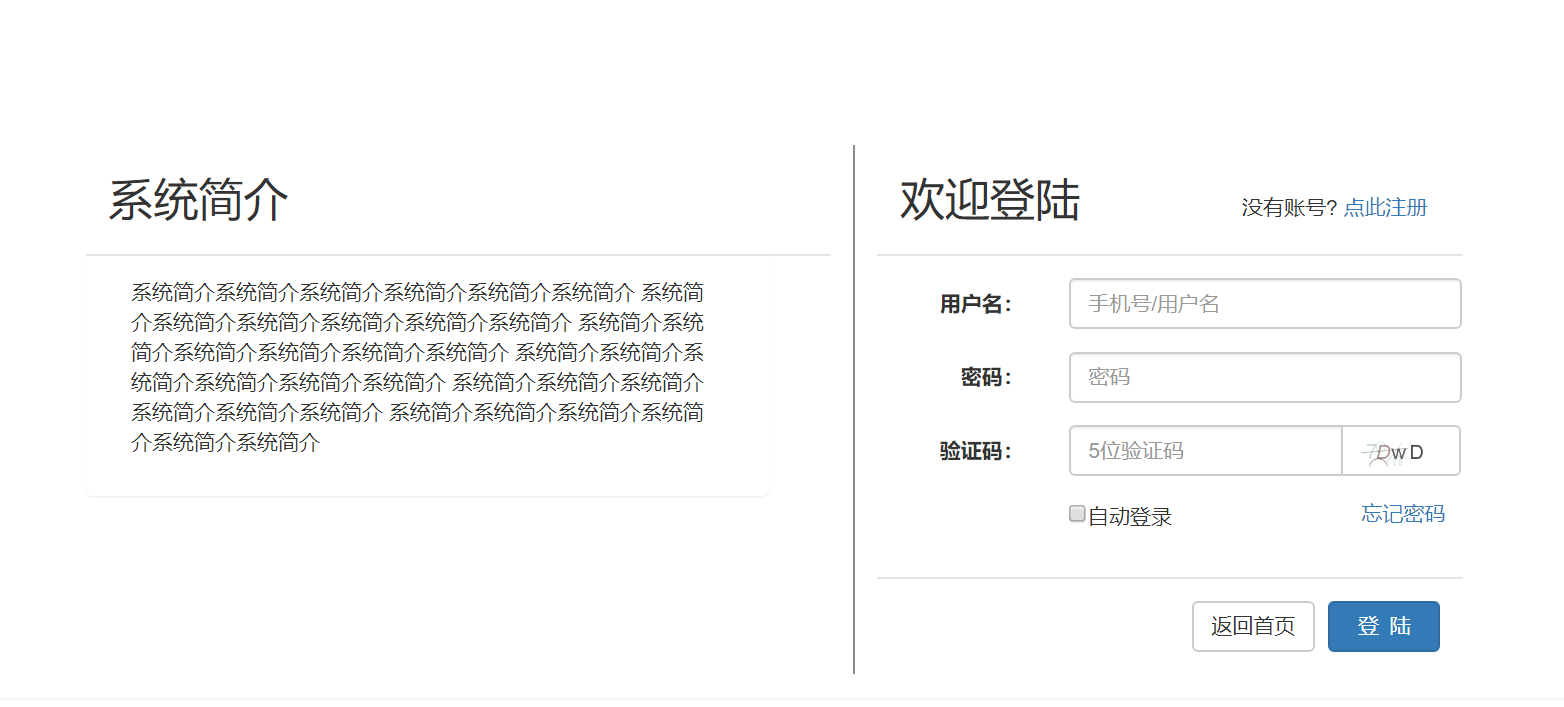 系统简介
系统简介系统简介系统简介系统简介系统简介系统简介 系统简
介系统简介系统简介系统简介系统简介系统简介 系统简介系统
简介系统简介系统简介系统简介系统简介 系统简介系统简介系
统简介系统简介系统简介系统简介 系统简介系统简介系统简介
系统简介系统简介系统简介 系统简介系统简介系统简介系统简
介系统简介系统简介
欢迎登陆
没有账号? 点此注册
用户名： 手机号/用户名
密码： 密码
验证码： 5位验证码
自动登录 忘记密码
返回首页 登 陆